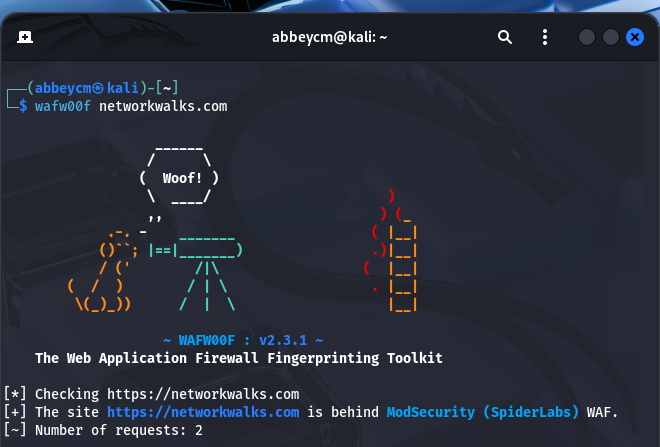 abbeycm@kali: ~
┌──(abbeycm㉿kali)-[~]
└─$ wafw00f networkwalks.com
Woof!
~ WAFW00F : v2.3.1 ~
The Web Application Firewall Fingerprinting Toolkit
[*] Checking https://networkwalks.com
[+] The site https://networkwalks.com is behind ModSecurity (SpiderLabs) WAF.
[~] Number of requests: 2